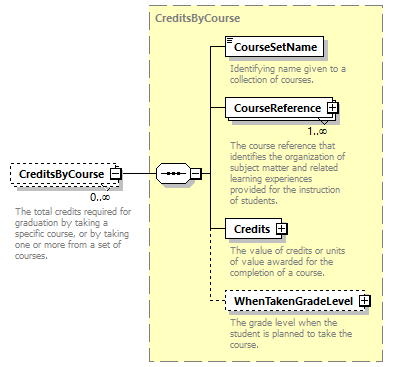 CreditsByCourse
CourseSetName
Identifying name given to a
collection of courses.
CourseReference
1..∞
The course reference that
identifies the organization of
subject matter and related
learning experiences
provided for the instruction
of students.
CreditsByCourse
0..∞
The total credits required for
graduation by taking a
specific course, or by taking
one or more from a set of
courses.
Credits
The value of credits or units
of value awarded for the
completion of a course.
WhenTakenGradeLevel
The grade level when the
student is planned to take the
course.